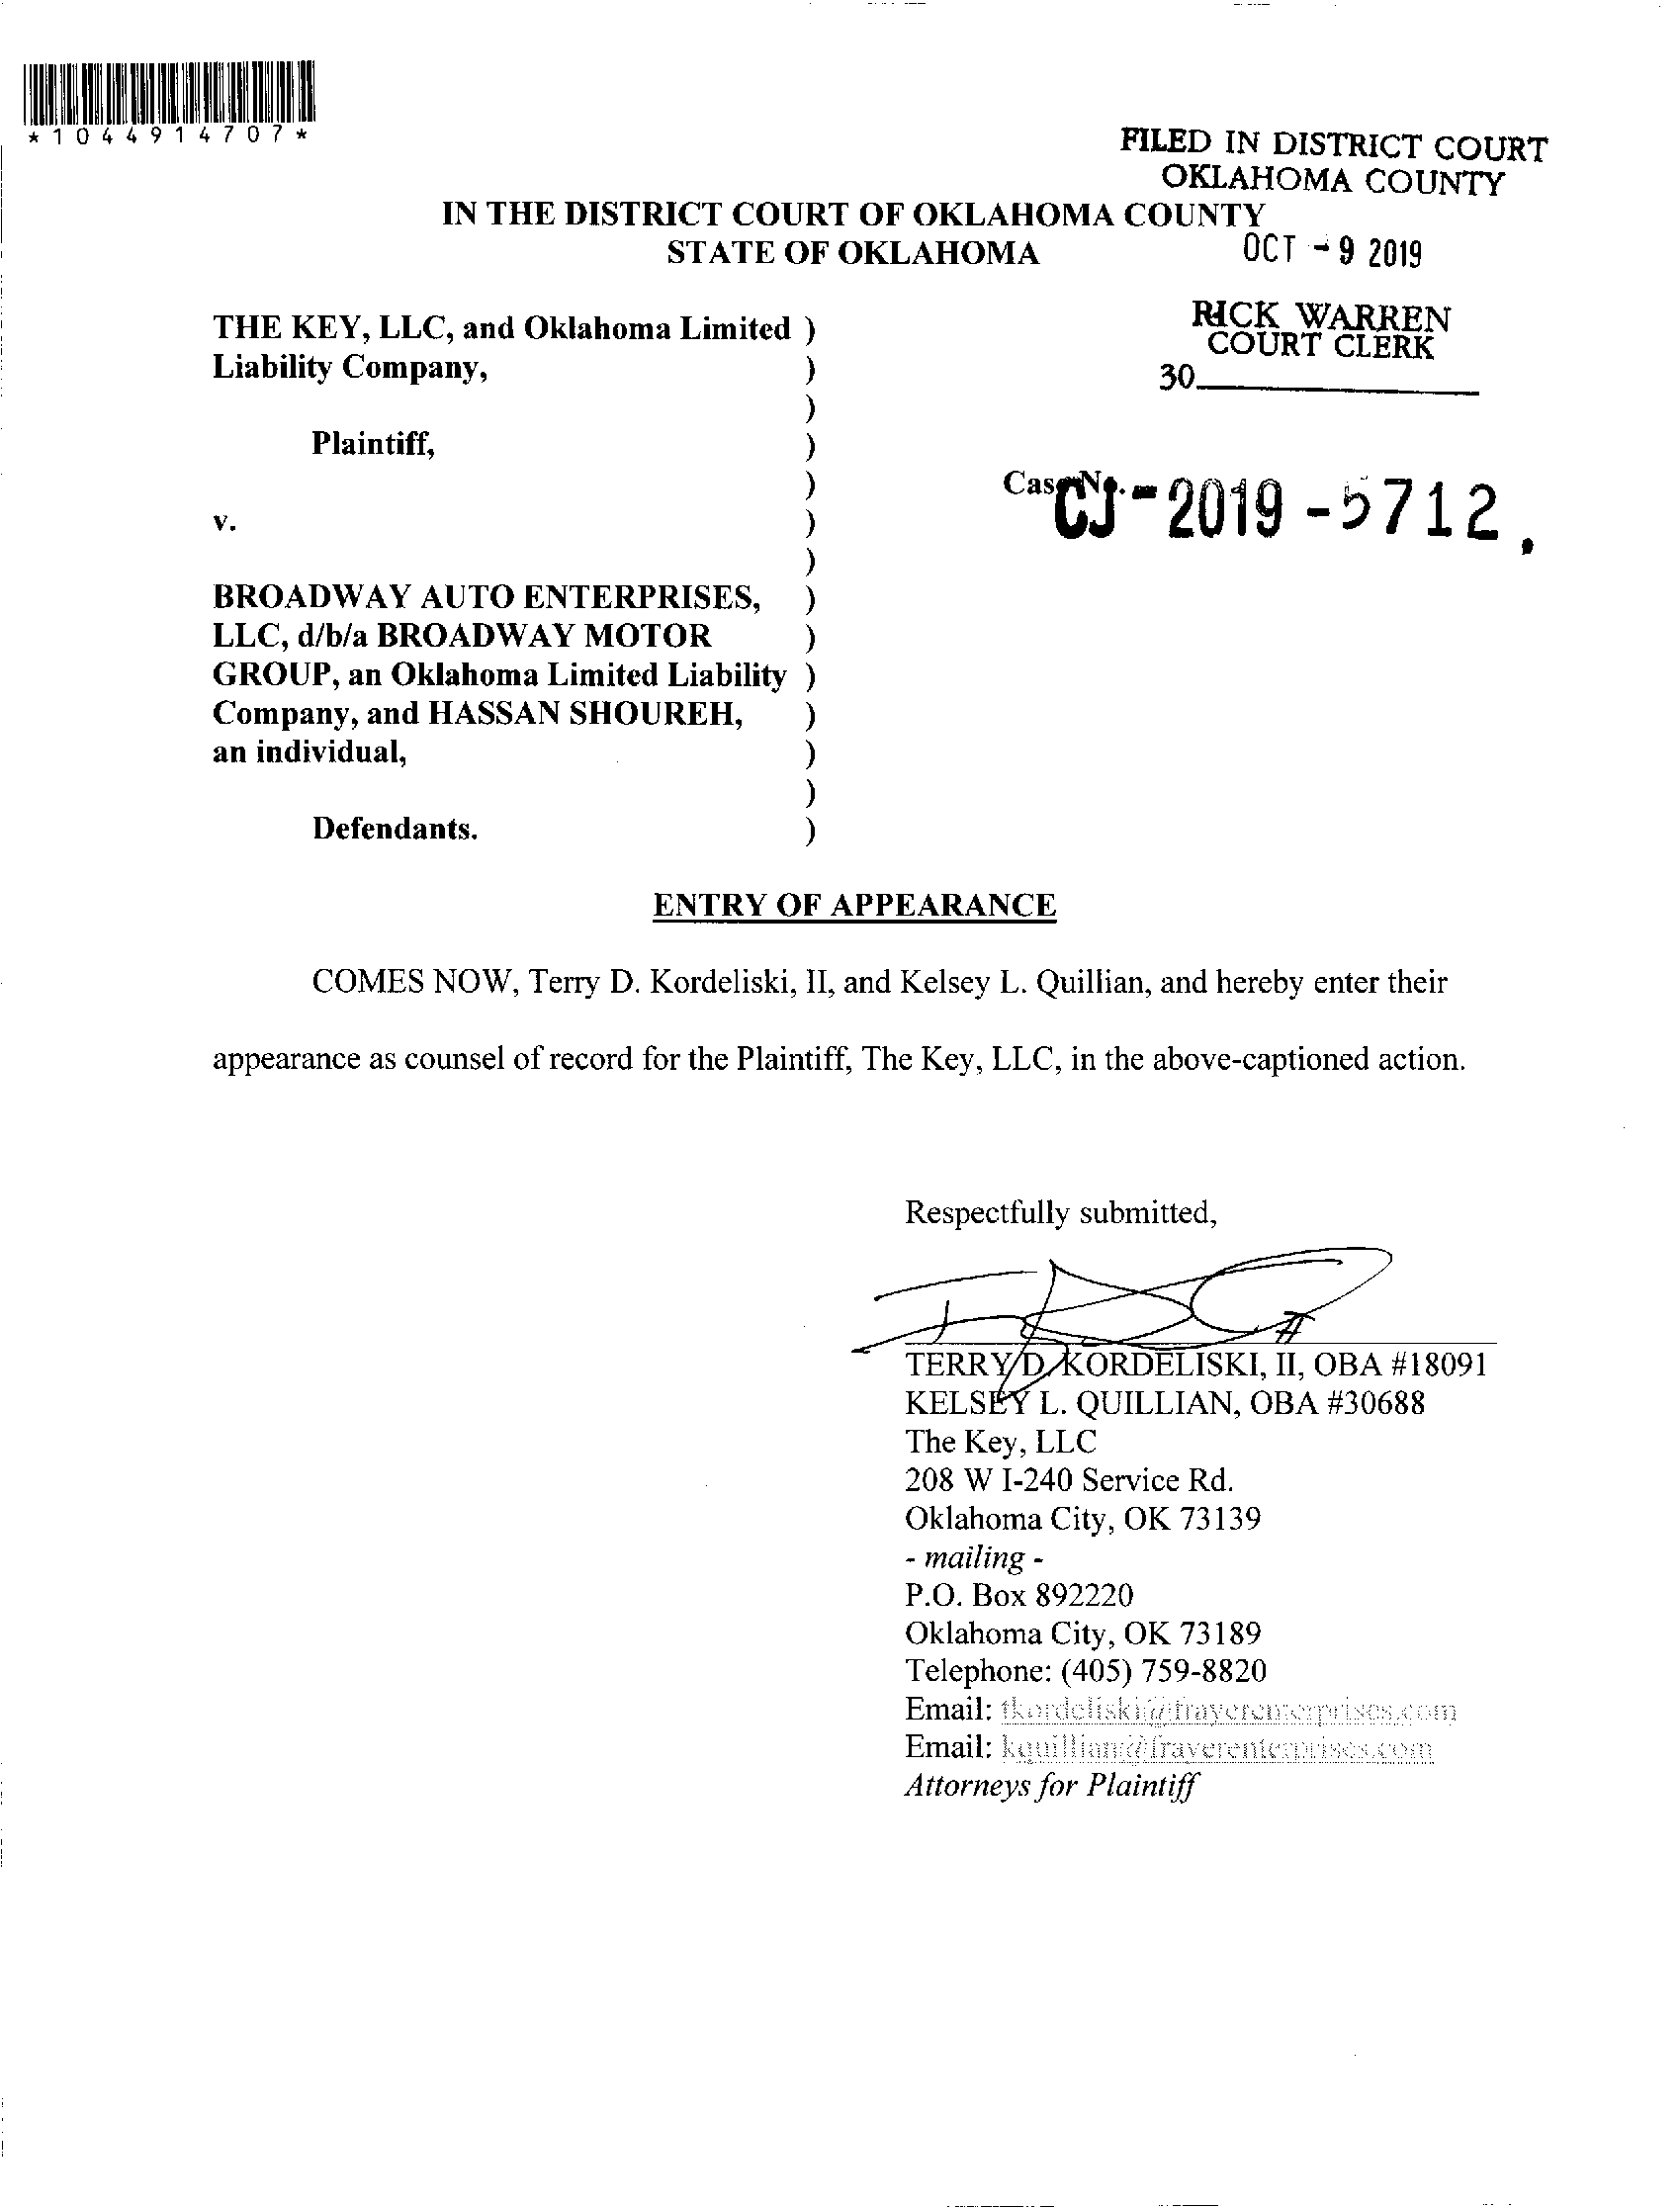 *1044914707*
FILED IN DISTRICT COURT
OKLAHOMA COUNTY
IN THE DISTRICT COURT OF OKLAHOMA COUNTY
STATE OF OKLAHOMA
OCT - 9 2019
RICK WARREN
COURT CLERK
30
THE KEY, LLC, and Oklahoma Limited )
Liability Company, )
)
Plaintiff, )
)
v. )
)
BROADWAY AUTO ENTERPRISES, )
LLC, d/b/a BROADWAY MOTOR )
GROUP, an Oklahoma Limited Liability )
Company, and HASSAN SHOUREH, )
an individual, )
)
Defendants. )
Case No. CJ-2019-5712
ENTRY OF APPEARANCE
COMES NOW, Terry D. Kordeliski, II, and Kelsey L. Quillian, and hereby enter their
appearance as counsel of record for the Plaintiff, The Key, LLC, in the above-captioned action.
Respectfully submitted,
TERRY D. KORDELISKI, II, OBA #18091
KELSEY L. QUILLIAN, OBA #30688
The Key, LLC
208 W I-240 Service Rd.
Oklahoma City, OK 73139
- mailing -
P.O. Box 892220
Oklahoma City, OK 73189
Telephone: (405) 759-8820
Email: tkordeliski@frayerenterprises.com
Email: kquillian@frayerenterprises.com
Attorneys for Plaintiff